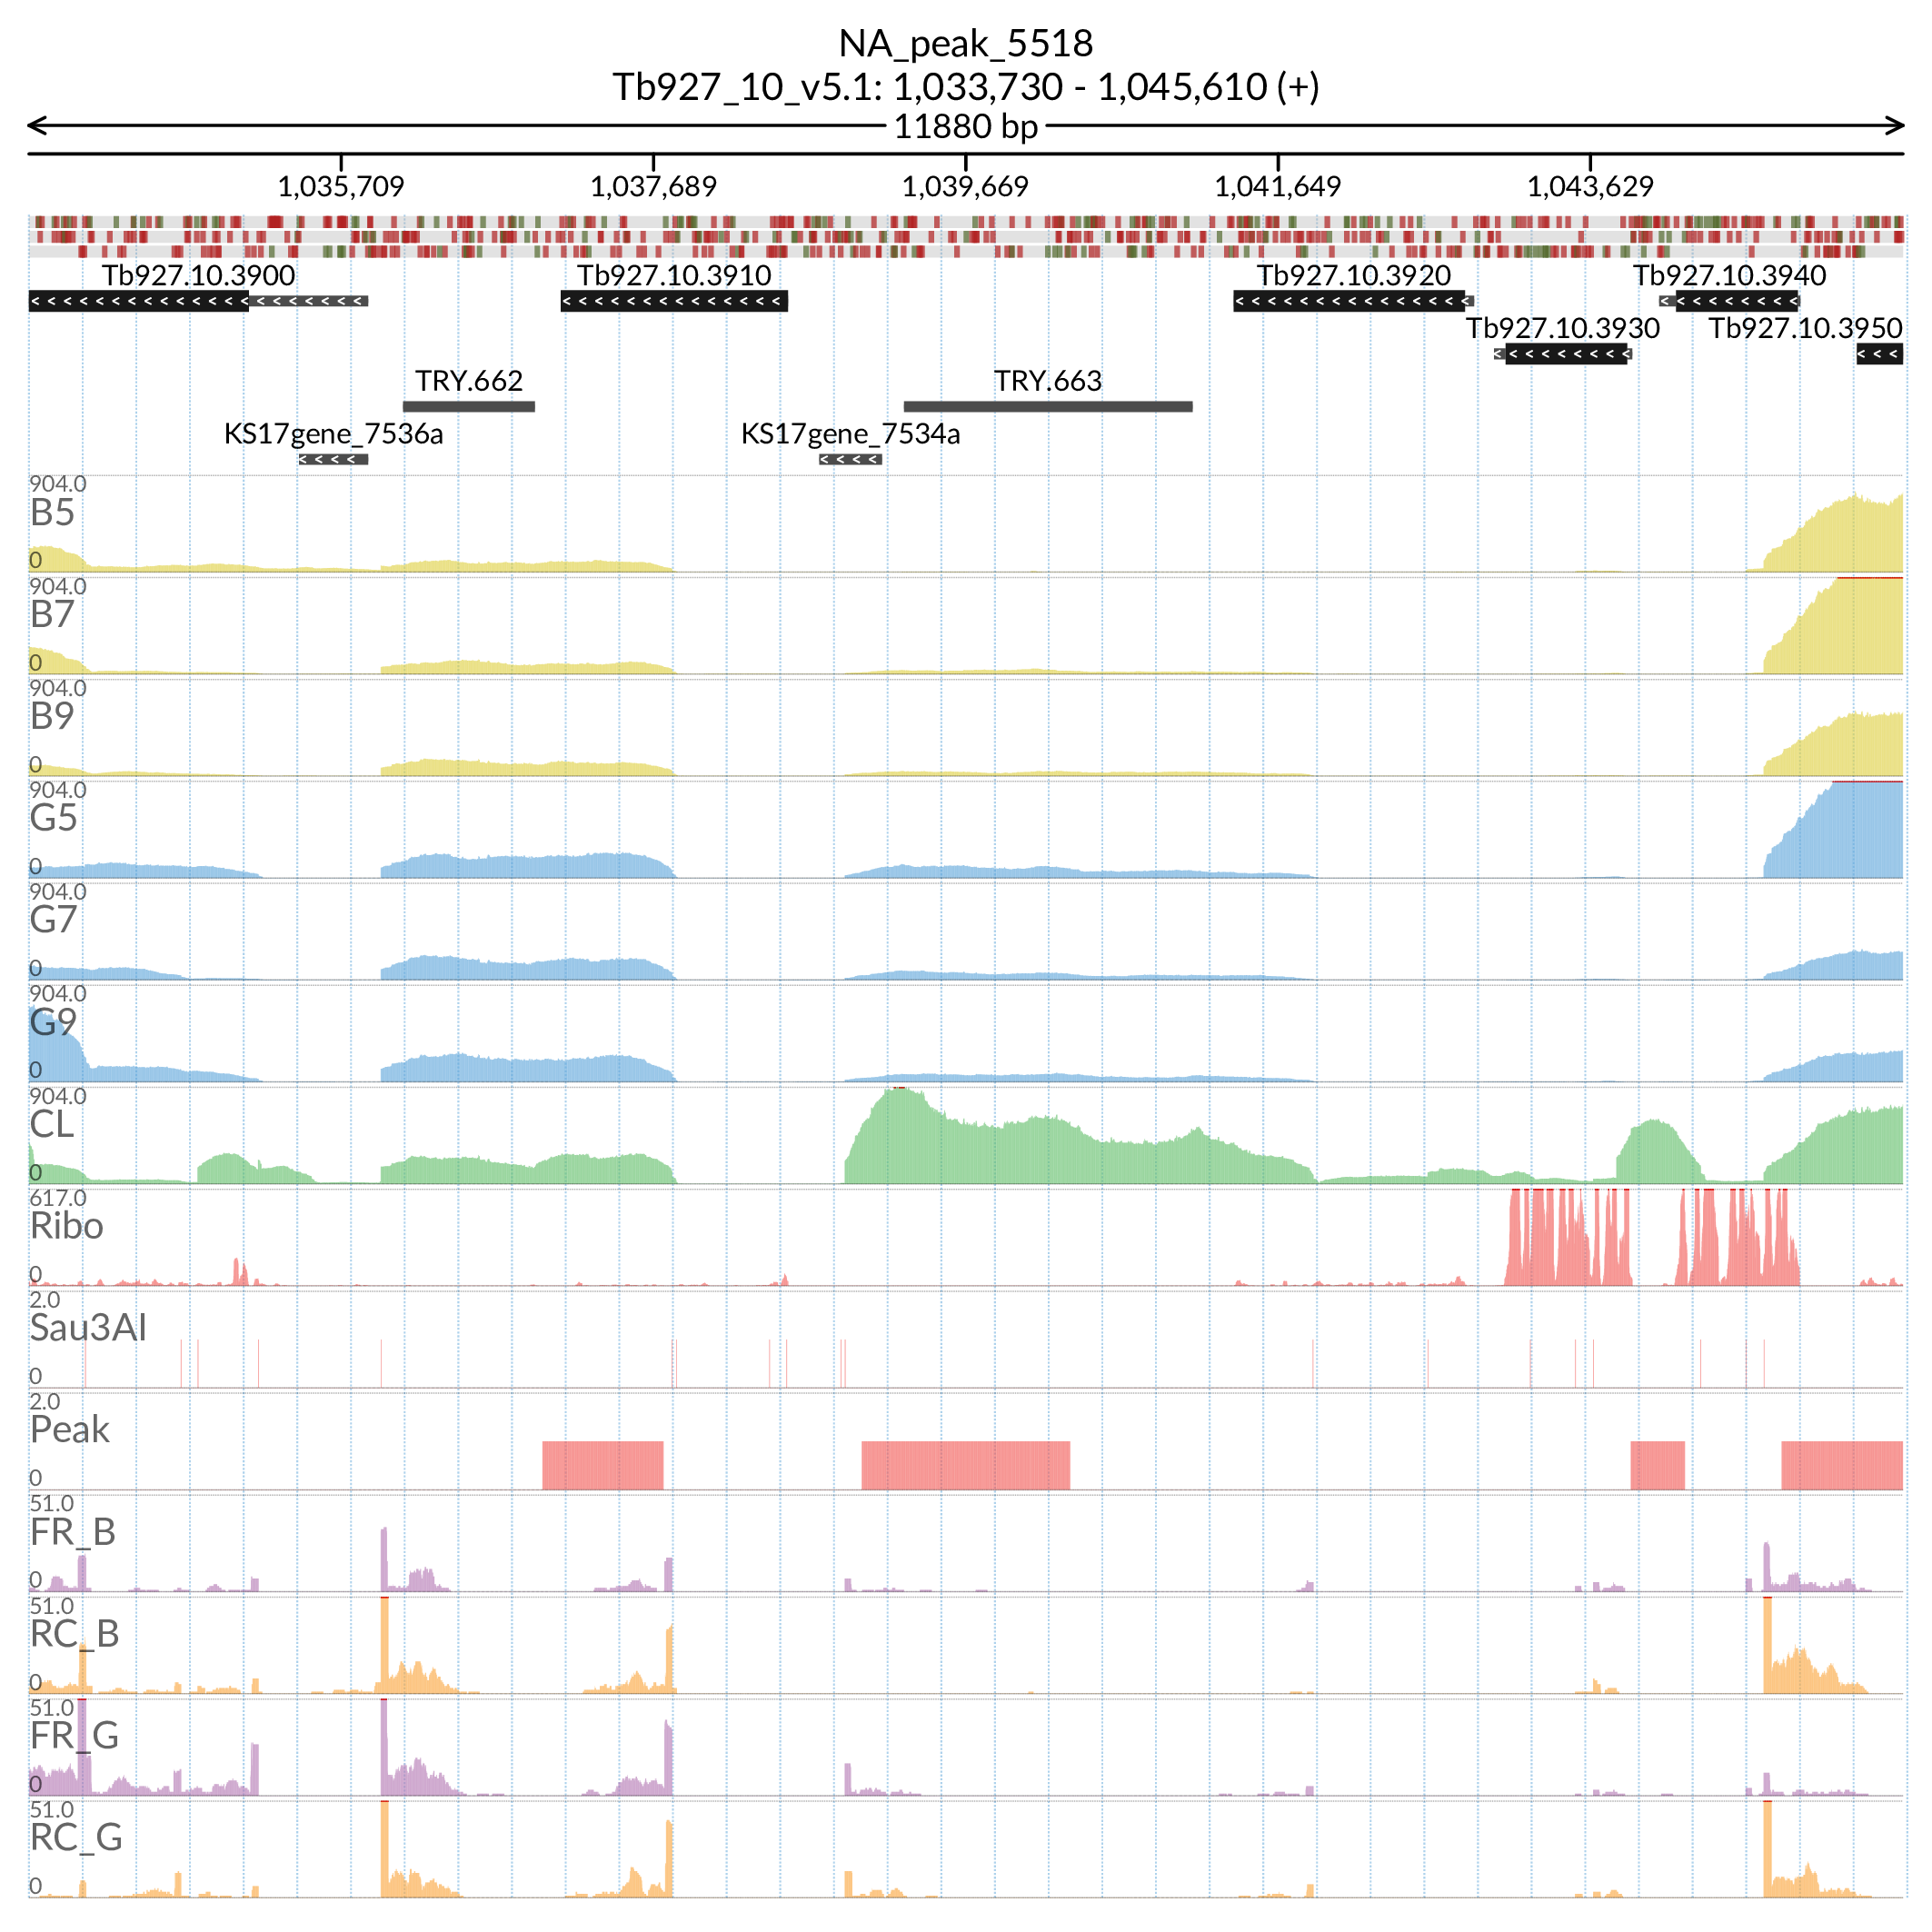 NA_peak_5518
Tb927_10_v5.1: 1,033,730 - 1,045,610 (+)
11880 bp
1,035,709 1,037,689 1,039,669 1,041,649 1,043,629
Tb927.10.3900 Tb927.10.3910 Tb927.10.3920 Tb927.10.3940
Tb927.10.3930 Tb927.10.3950
TRY.662 TRY.663
KS17gene_7536a KS17gene_7534a
904.0
B5
0
904.0
B7
0
904.0
B9
0
904.0
G5
0
904.0
G7
0
904.0
G9
0
904.0
CL
0
617.0
Ribo
0
2.0
Sau3AI
0
2.0
Peak
0
51.0
FR_B
0
51.0
RC_B
0
51.0
FR_G
0
51.0
RC_G
0